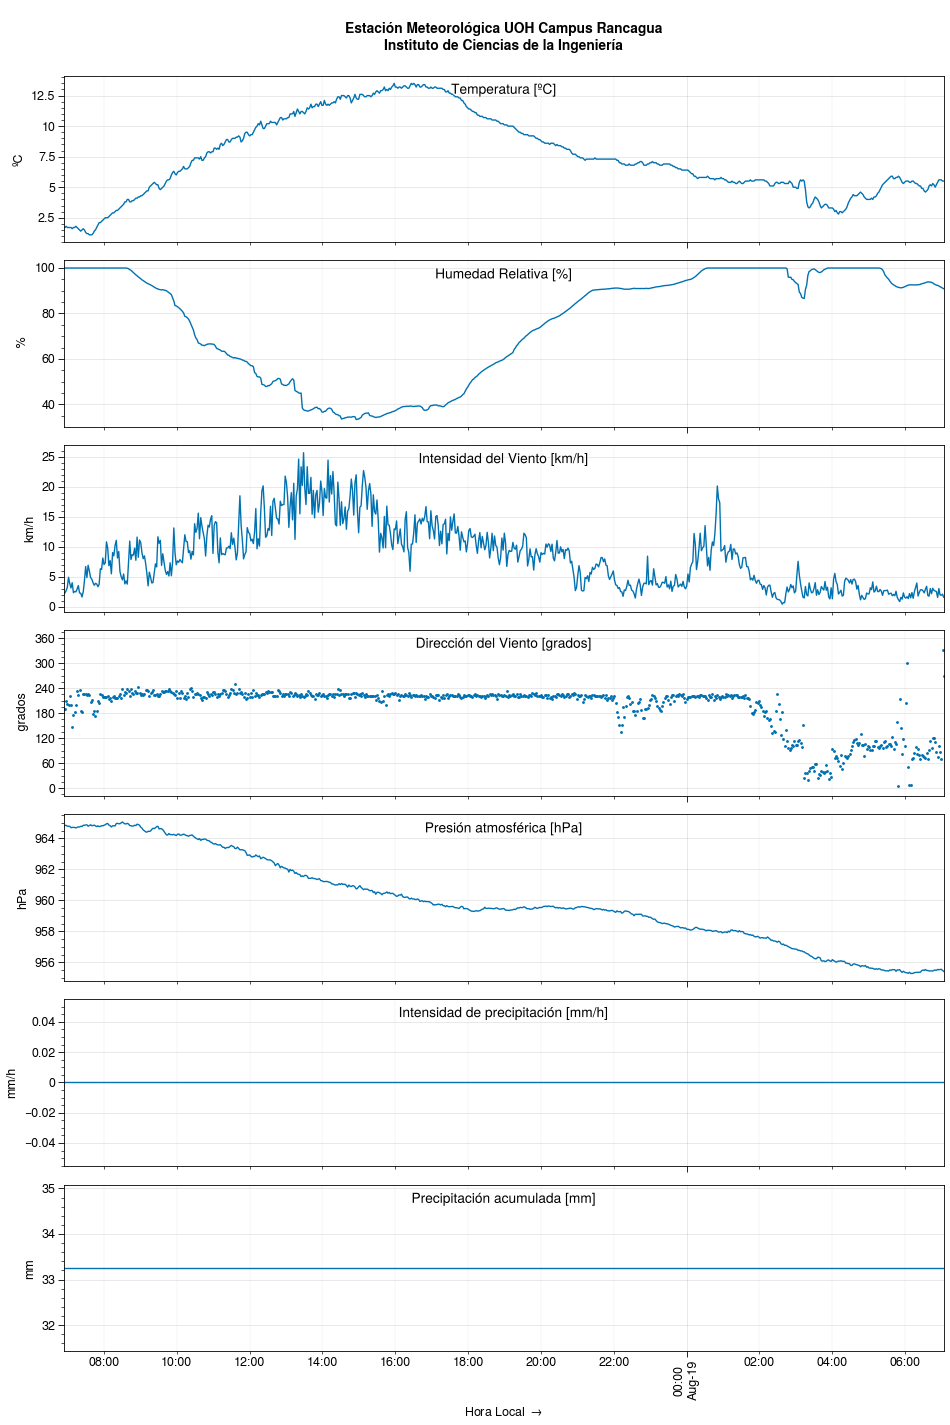 Estación Meteorológica UOH Campus Rancagua
Instituto de Ciencias de la Ingeniería
Temperatura [ºC]
ºC
12.5
10
7.5
5
2.5
Humedad Relativa [%]
%
100
80
60
40
Intensidad del Viento [km/h]
km/h
25
20
15
10
5
0
Dirección del Viento [grados]
grados
360
300
240
180
120
60
0
Presión atmosférica [hPa]
hPa
964
962
960
958
956
Intensidad de precipitación [mm/h]
mm/h
0.04
0.02
0
−0.02
−0.04
Precipitación acumulada [mm]
mm
35
34
33
32
08:00 10:00 12:00 14:00 16:00 18:00 20:00 22:00 00:00 02:00 04:00 06:00
Aug-19
Hora Local →